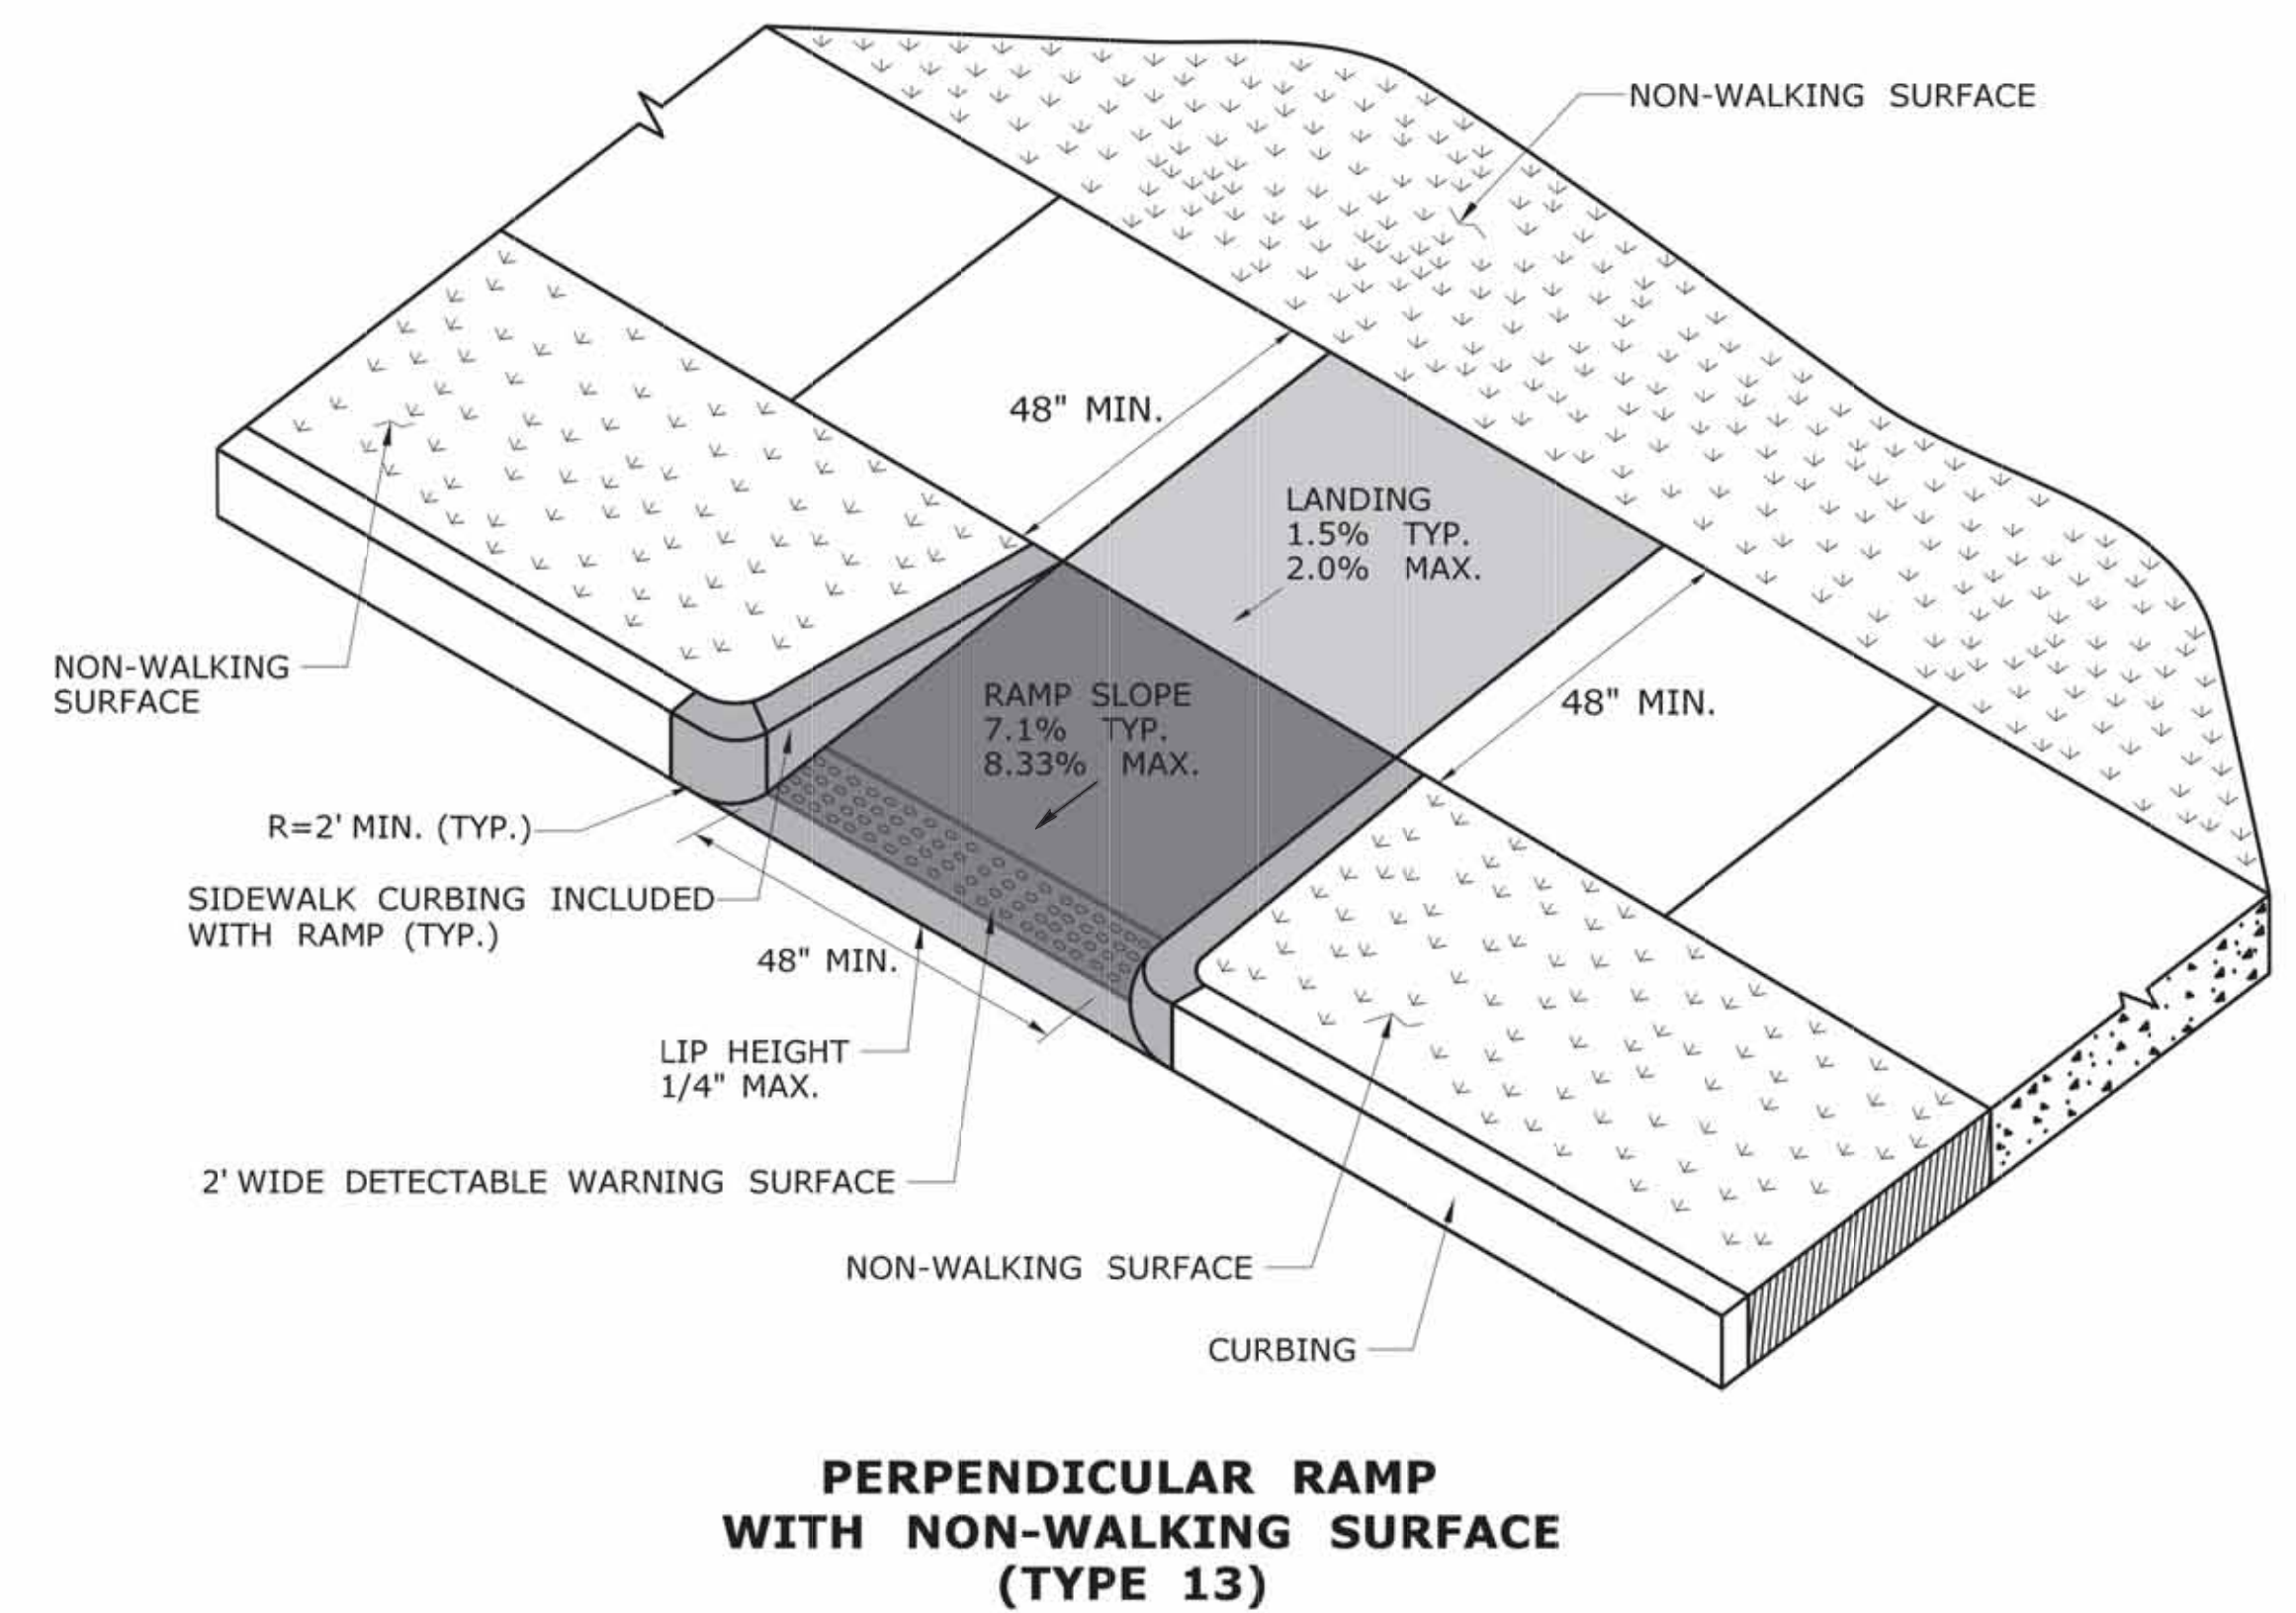 NON-WALKING SURFACE
48" MIN.
LANDING
1.5% TYP.
2.0% MAX.
NON-WALKING
SURFACE
RAMP SLOPE
7.1% TYP.
8.33% MAX.
48" MIN.
R=2' MIN. (TYP.)
SIDEWALK CURBING INCLUDED
WITH RAMP (TYP.)
48" MIN.
LIP HEIGHT
1/4" MAX.
2' WIDE DETECTABLE WARNING SURFACE
NON-WALKING SURFACE
CURBING
PERPENDICULAR RAMP
WITH NON-WALKING SURFACE
(TYPE 13)